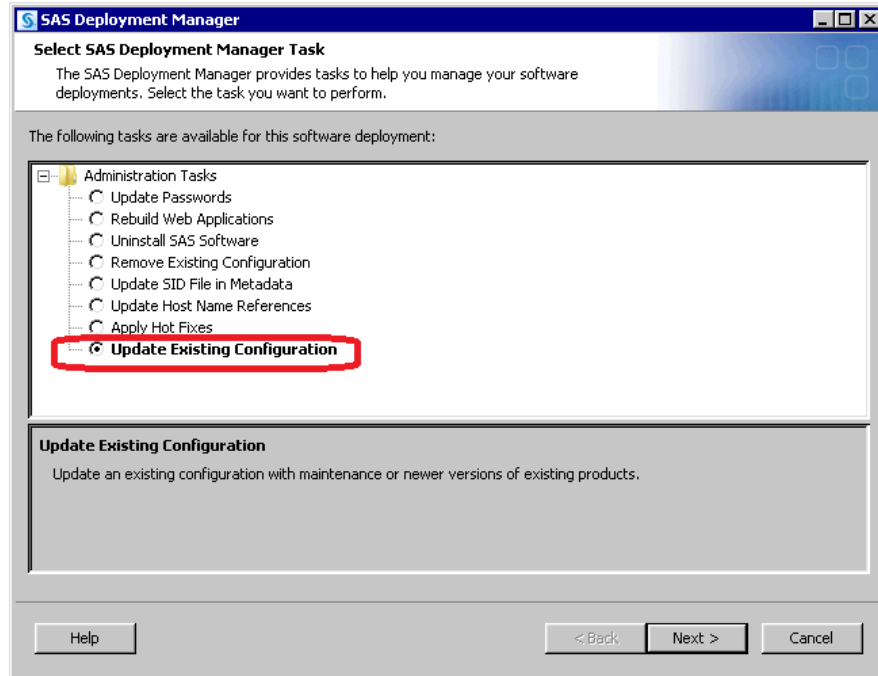 SAS Deployment Manager
Select SAS Deployment Manager Task
The SAS Deployment Manager provides tasks to help you manage your software
deployments. Select the task you want to perform.
The following tasks are available for this software deployment:
Administration Tasks
Update Passwords
Rebuild Web Applications
Uninstall SAS Software
Remove Existing Configuration
Update SID File in Metadata
Update Host Name References
Apply Hot Fixes
Update Existing Configuration
Update Existing Configuration
Update an existing configuration with maintenance or newer versions of existing products.
Help < Back Next > Cancel